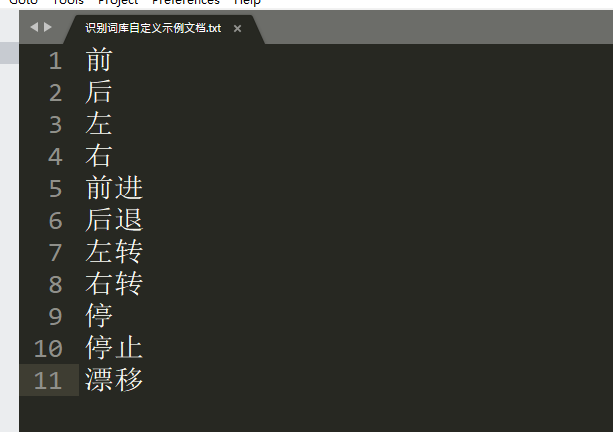 Goto Tools Project Preferences Help
识别词库自定义示例文档.txt ×
1 前
2 后
3 左
4 右
5 前进
6 后退
7 左转
8 右转
9 停
10 停止
11 漂移